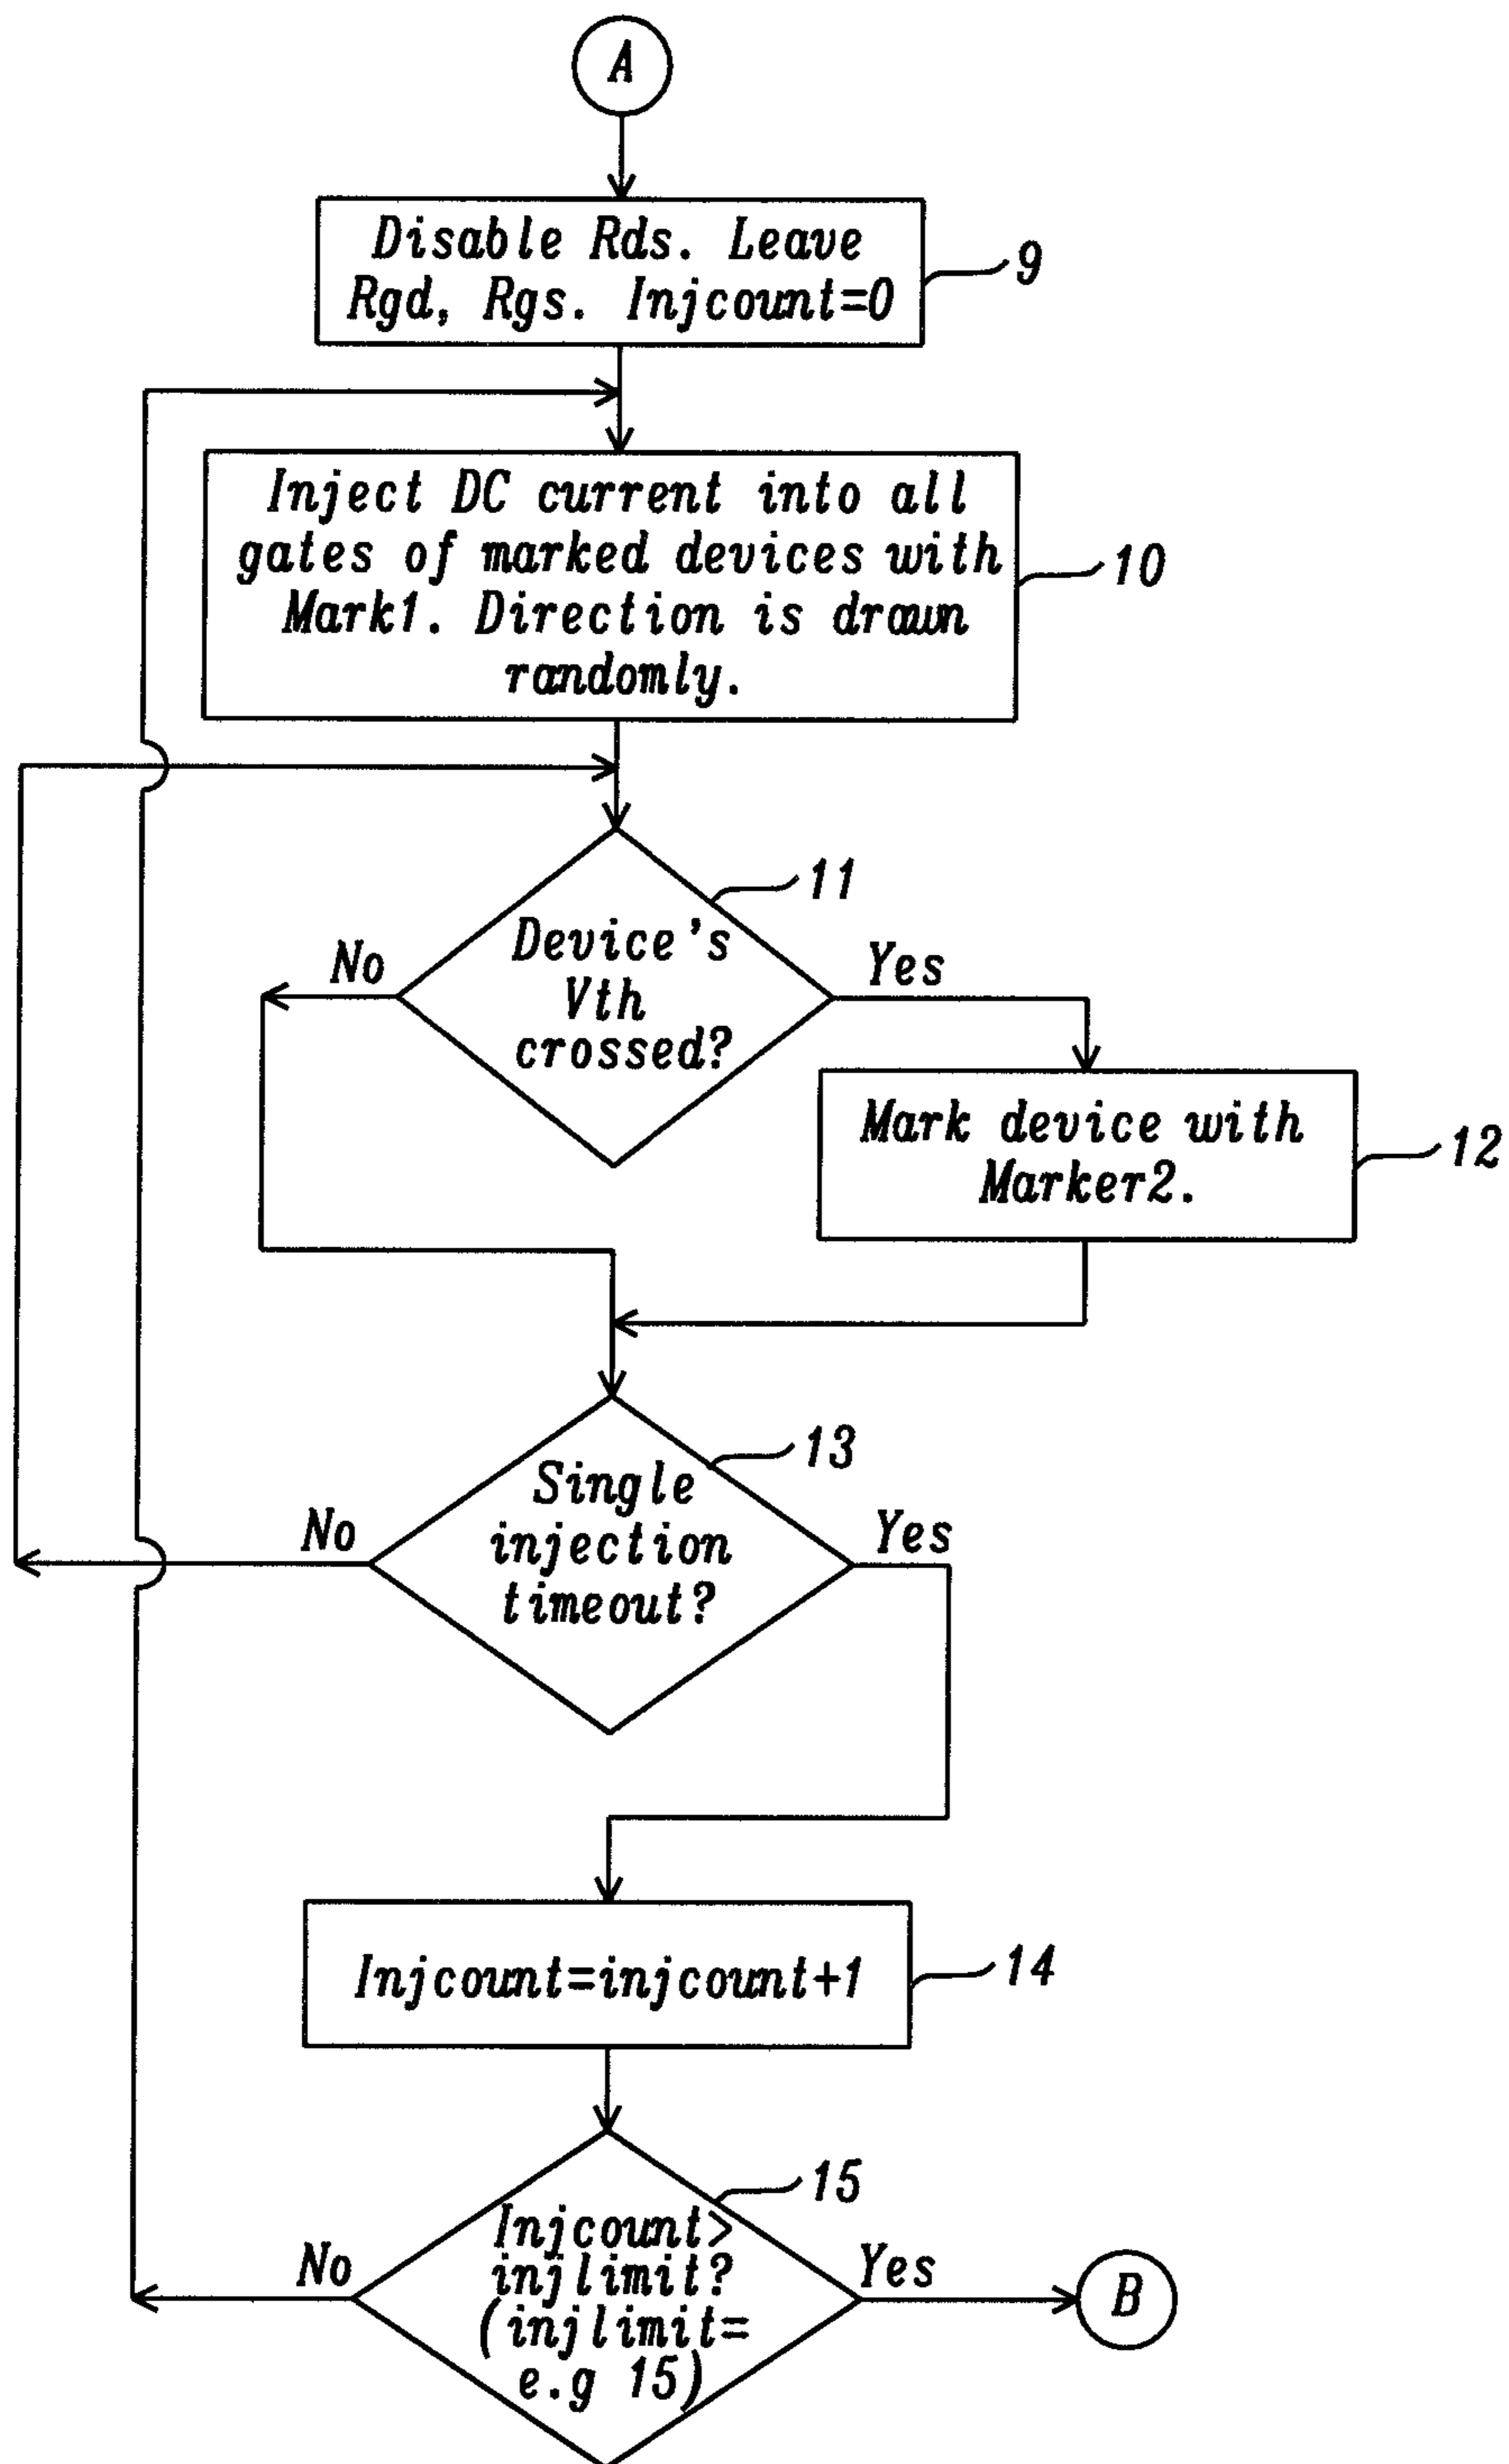 A
Disable Rds. Leave
Rgd, Rgs. Injcount=0
9
Inject DC current into all
gates of marked devices with
Mark1. Direction is drawn
randomly.
10
11
Device's
Vth
crossed?
No
Yes
Mark device with
Marker2.
12
13
Single
injection
timeout?
No
Yes
Injcount=injcount+1
14
15
Injcount>
injlimit?
(injlimit=
e.g 15)
No
Yes
B